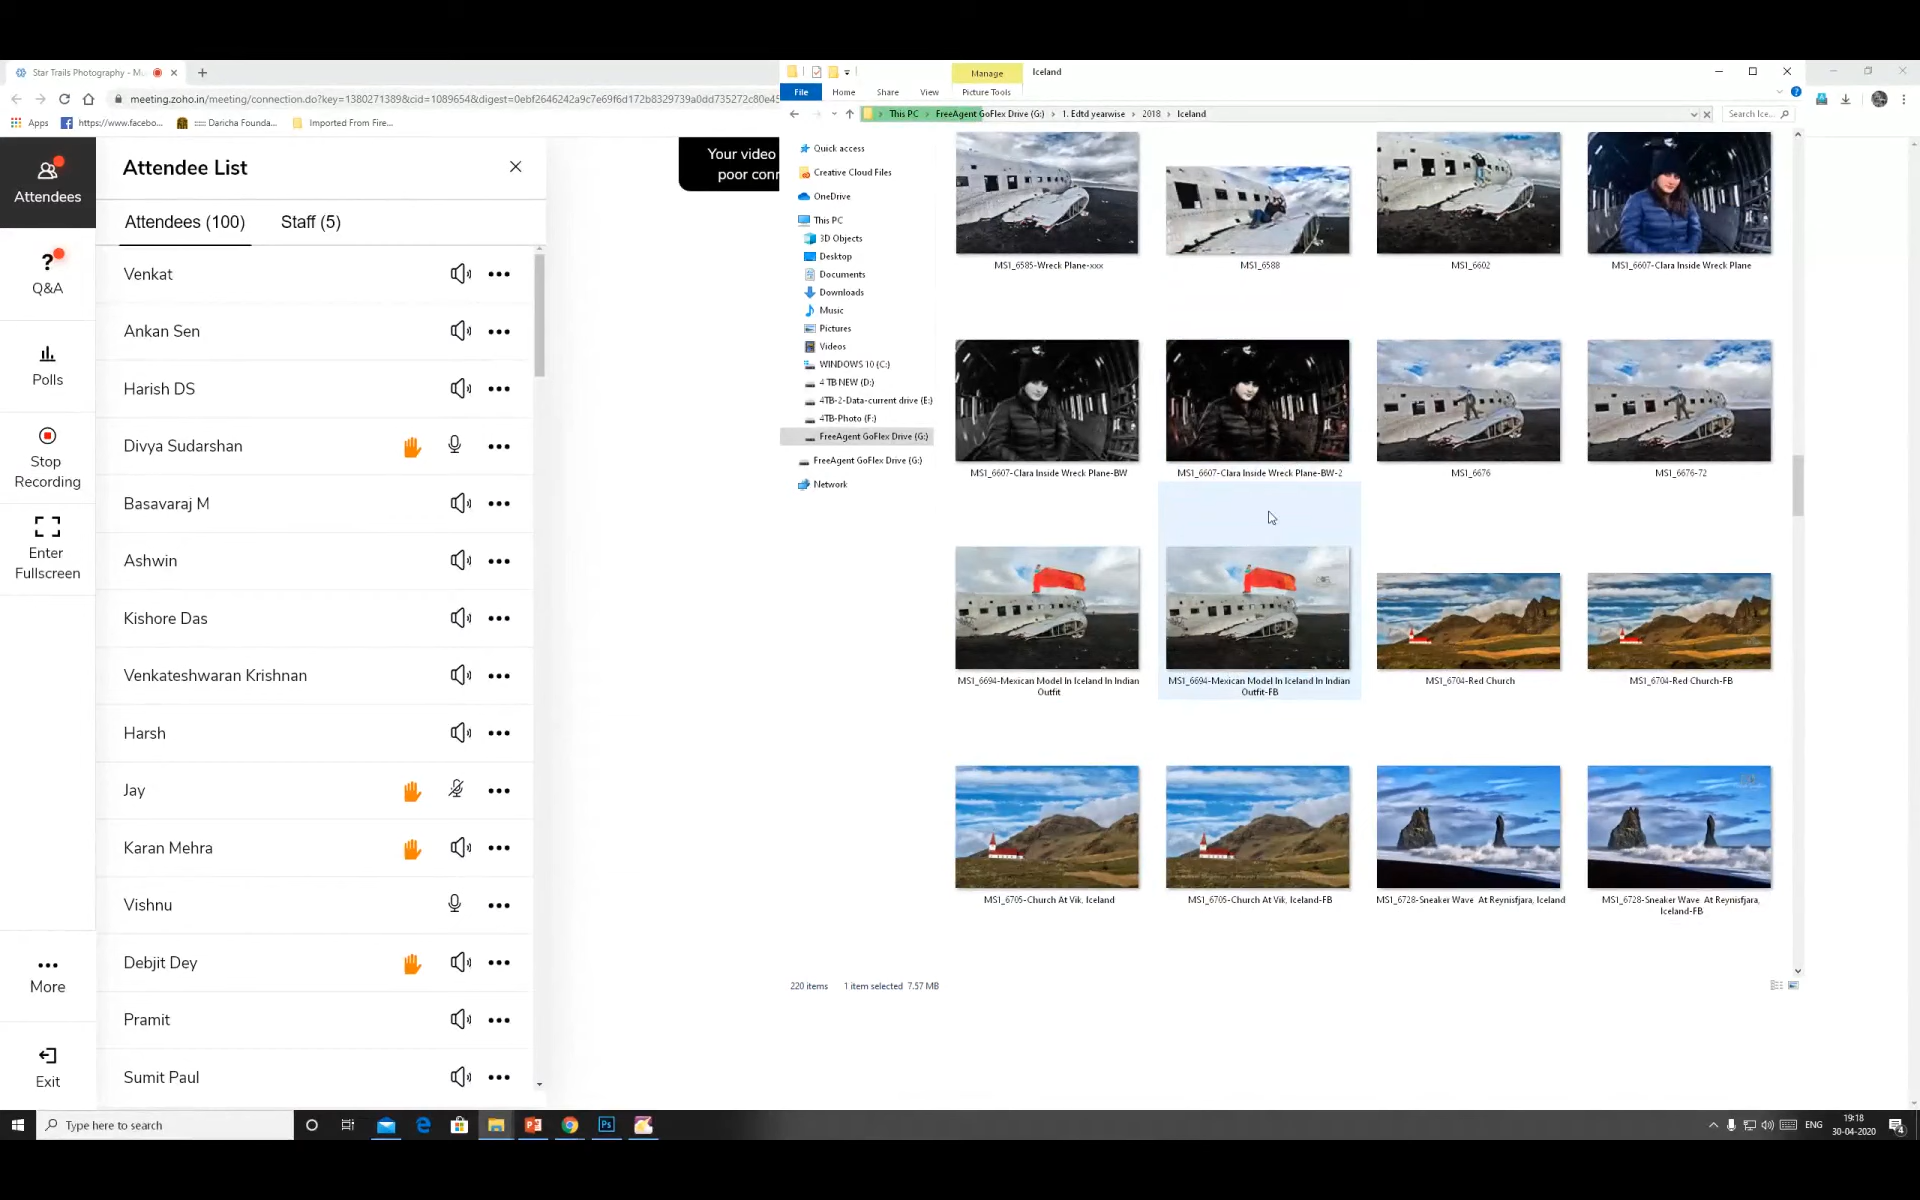 Star Trails Photography - M
meeting.zoho.in/meeting/connection.do?key=1380271389&cid=1089654&digest=0ebf2646242a9c7e69f6d172b8329739a0dd735272c80e45
Apps
https://www.facebo...
Daricha Founda...
Imported From Fire...
Attendees
Q&A
Polls
Stop
Recording
Enter
Fullscreen
More
Exit
Attendee List
Attendees (100)
Staff (5)
Venkat
Ankan Sen
Harish DS
Divya Sudarshan
Basavaraj M
Ashwin
Kishore Das
Venkateshwaran Krishnan
Harsh
Jay
Karan Mehra
Vishnu
Debjit Dey
Pramit
Sumit Paul
Your video
poor con
Manage
Iceland
File
Home
Share
View
Picture Tools
This PC
FreeAgent GoFlex Drive (G:)
1. Edtd yearwise
2018
Iceland
Search Ice...
Quick access
Creative Cloud Files
OneDrive
This PC
3D Objects
Desktop
Documents
Downloads
Music
Pictures
Videos
WINDOWS 10 (C:)
4 TB NEW (D:)
4TB-2-Data-current drive (E:)
4TB-Photo (F:)
FreeAgent GoFlex Drive (G:)
FreeAgent GoFlex Drive (G:)
Network
MS1_6585-Wreck Plane-xxx
MS1_6588
MS1_6602
MS1_6607-Clara Inside Wreck Plane
MS1_6607-Clara Inside Wreck Plane-BW
MS1_6607-Clara Inside Wreck Plane-BW-2
MS1_6676
MS1_6676-72
MS1_6694-Mexican Model In Iceland In Indian
Outfit
MS1_6694-Mexican Model In Iceland In Indian
Outfit-FB
MS1_6704-Red Church
MS1_6704-Red Church-FB
MS1_6705-Church At Vik, Iceland
MS1_6705-Church At Vik, Iceland-FB
MS1_6728-Sneaker Wave At Reynisfjara, Iceland
MS1_6728-Sneaker Wave At Reynisfjara,
Iceland-FB
220 items
1 item selected 7.57 MB
Type here to search
ENG
19:18
30-04-2020